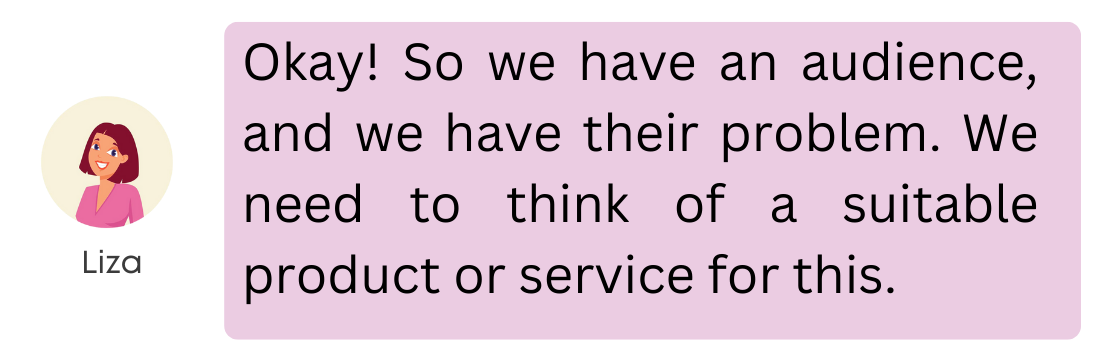 Okay! So we have an audience,
and we have their problem. We
need to think of a suitable
product or service for this.
Liza